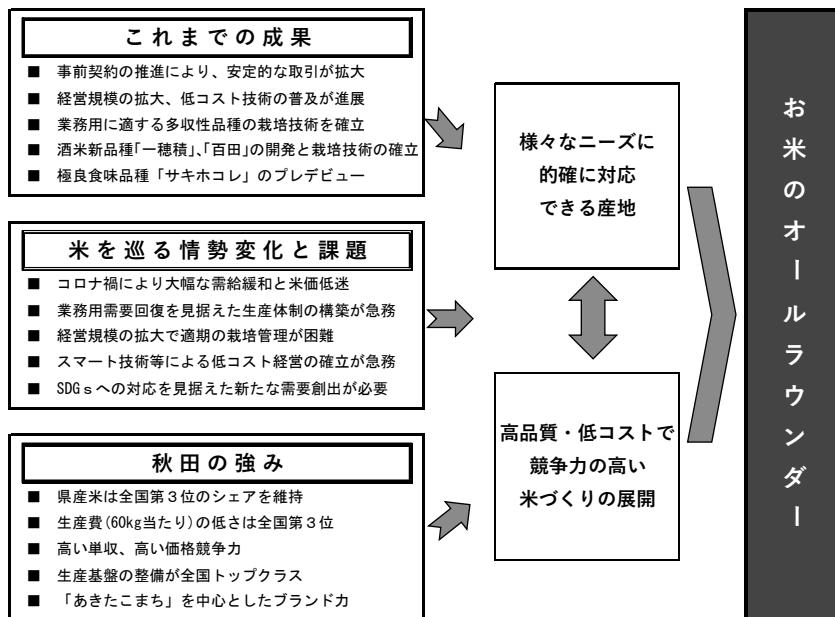 これまでの成果
■ 事前契約の推進により、安定的な取引が拡大
■ 経営規模の拡大、低コスト技術の普及が進展
■ 業務用に適する多収性品種の栽培技術を確立
■ 酒米新品種「一穂積」、「百田」の開発と栽培技術の確立
■ 極良食味品種「サキホコレ」のプレデビュー
米を巡る情勢変化と課題
■ コロナ禍により大幅な需給緩和と米価低迷
■ 業務用需要回復を見据えた生産体制の構築が急務
■ 経営規模の拡大で適期の栽培管理が困難
■ スマート技術等による低コスト経営の確立が急務
■ SDGsへの対応を見据えた新たな需要創出が必要
秋田の強み
■ 県産米は全国第3位のシェアを維持
■ 生産費(60kg当たり)の低さは全国第3位
■ 高い単収、高い価格競争力
■ 生産基盤の整備が全国トップクラス
■ 「あきたこまち」を中心としたブランド力
様々なニーズに
的確に対応
できる産地
高品質・低コストで
競争力の高い
米づくりの展開
お米のオールラウンダー